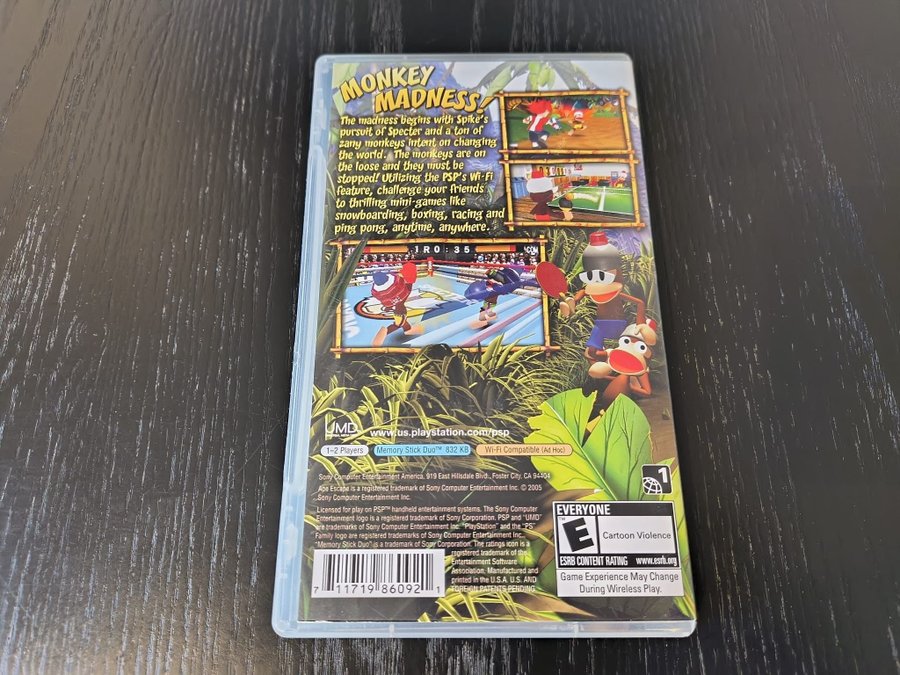 MONKEY
MADNESS!
The madness begins with Spike's
pursuit of Specter and a ton of
zany monkeys intent on changing
the world. The monkeys are on
the loose and they must be
stopped! Utilizing the PSP's Wi-Fi
feature, challenge your friends
to thrilling mini-games like
snowboarding, boxing, racing and
ping pong, anytime, anywhere.
1R0:35
COM
UMD
www.us.playstation.com/psp
1-2 Players
Memory Stick Duo™ 832 KB
Wi-Fi Compatible (Ad Hoc)
Sony Computer Entertainment America, 919 East Hillsdale Blvd., Foster City, CA 94404
Ape Escape is a registered trademark of Sony Computer Entertainment Inc. © 2005
Sony Computer Entertainment Inc.
Licensed for play on PSP™ handheld entertainment systems. The Sony Computer
Entertainment logo is a registered trademark of Sony Corporation. PSP and "UMD"
are trademarks of Sony Computer Entertainment Inc. "PlayStation" and the "PS"
Family logo are registered trademarks of Sony Computer Entertainment Inc.
"Memory Stick Duo" is a trademark of Sony Corporation. The ratings icon is a
registered trademark of the
Entertainment Software
Association. Manufactured and
printed in the U.S.A. U.S. AND
FOREIGN PATENTS PENDING.
7 11719 86092 1
1
EVERYONE
E
Cartoon Violence
ESRB CONTENT RATING www.esrb.org
Game Experience May Change
During Wireless Play.